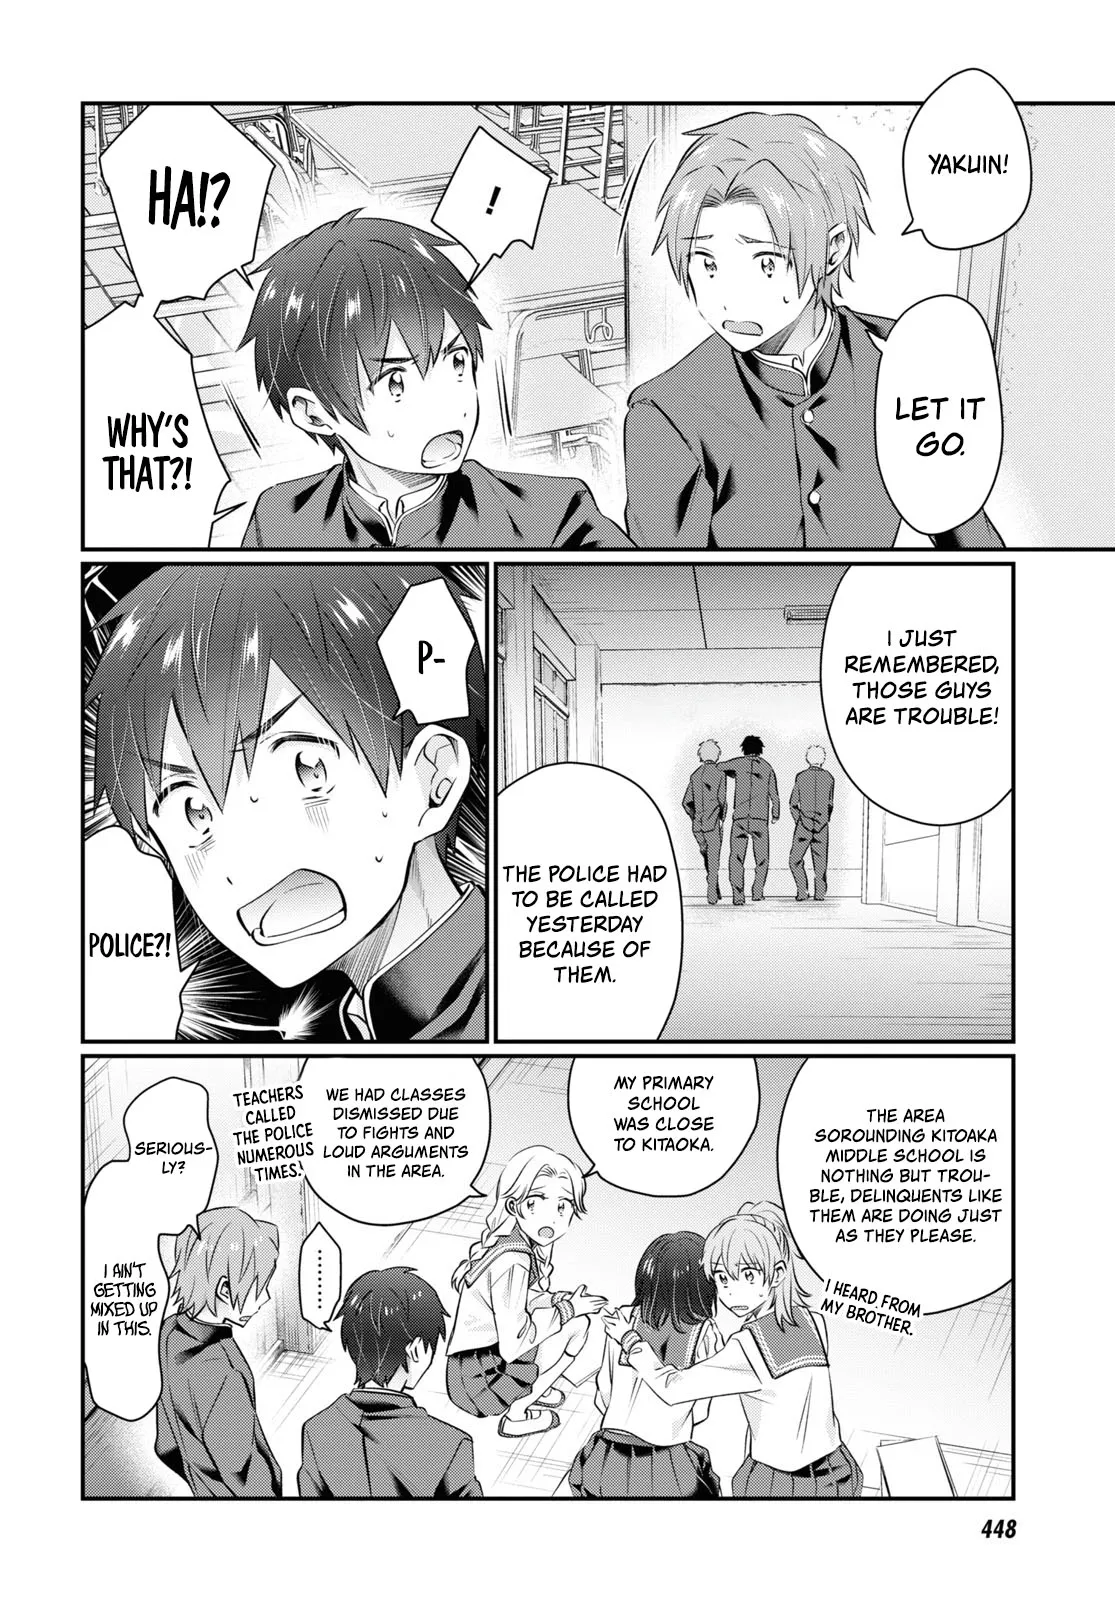 YAKUIN!
LET IT
GO.
!
HA!?
WHY'S
THAT?!
I JUST
REMEMBERED,
THOSE GUYS
ARE TROUBLE!
THE POLICE HAD
TO BE CALLED
YESTERDAY
BECAUSE OF
THEM.
P-
POLICE?!
THE AREA
SOROUNDING KITOAKA
MIDDLE SCHOOL IS
NOTHING BUT TROU-
BLE, DELINQUENTS LIKE
THEM ARE DOING JUST
AS THEY PLEASE.
I HEARD FROM
MY BROTHER.
MY PRIMARY
SCHOOL
WAS CLOSE
TO KITAOKA.
WE HAD CLASSES
DISMISSED DUE
TO FIGHTS AND
LOUD ARGUMENTS
IN THE AREA.
TEACHERS
CALLED
THE POLICE
NUMEROUS
TIMES.
........
SERIOUS-
LY?
I AIN'T
GETTING
MIXED UP
IN THIS.
448